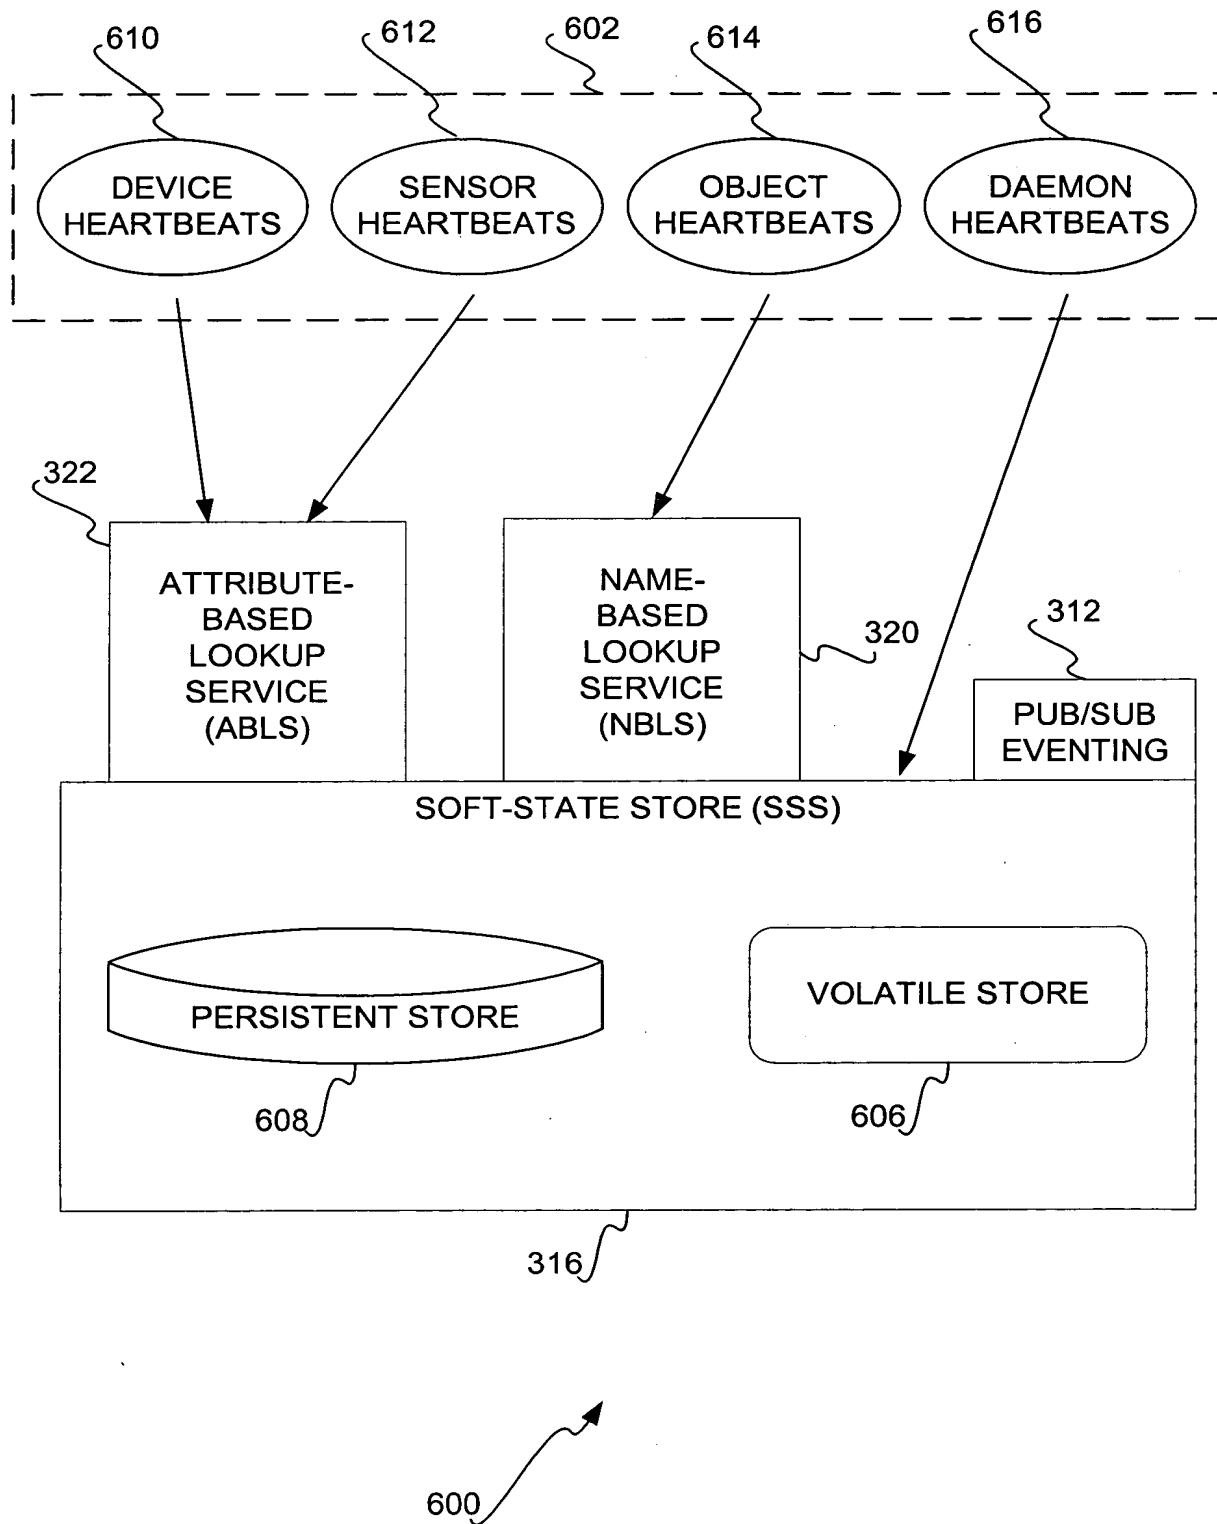 610
612
602
614
616
DEVICE
HEARTBEATS
SENSOR
HEARTBEATS
OBJECT
HEARTBEATS
DAEMON
HEARTBEATS
322
ATTRIBUTE-
BASED
LOOKUP
SERVICE
(ABLS)
NAME-
BASED
LOOKUP
SERVICE
(NBLS)
320
312
PUB/SUB
EVENTING
SOFT-STATE STORE (SSS)
PERSISTENT STORE
VOLATILE STORE
608
606
316
600